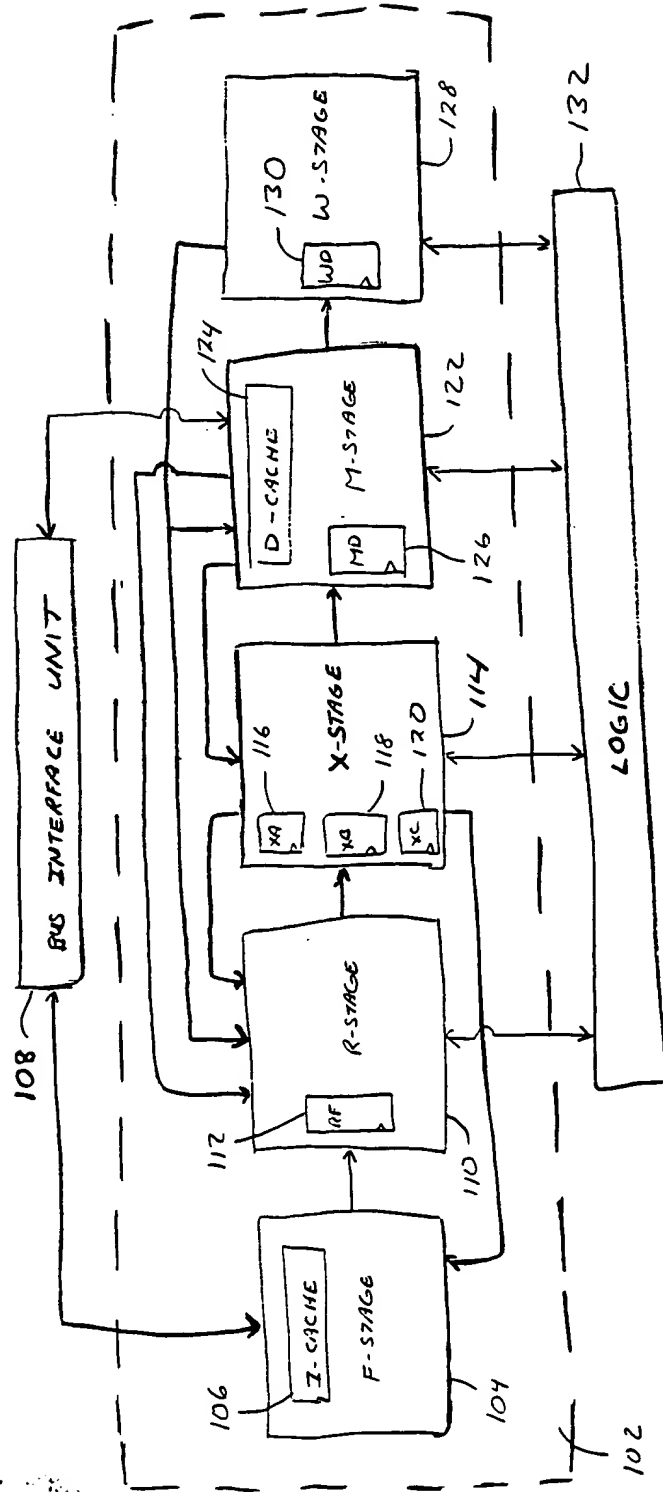 108
BUS INTERFACE UNIT
106
I-CACHE
F-STAGE
104
112
RF
R-STAGE
110
116
XA
X-STAGE
XB
118
XC
120
114
D-CACHE
124
M-STAGE
MD
126
122
130
WD
W-STAGE
128
102
LOGIC
132